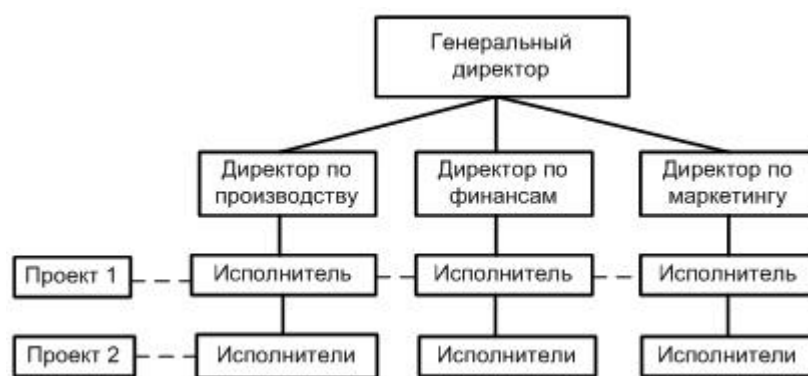 Генеральный
директор
Директор по
производству
Директор по
финансам
Директор по
маркетингу
Проект 1
Исполнитель
Исполнитель
Исполнитель
Проект 2
Исполнители
Исполнители
Исполнители